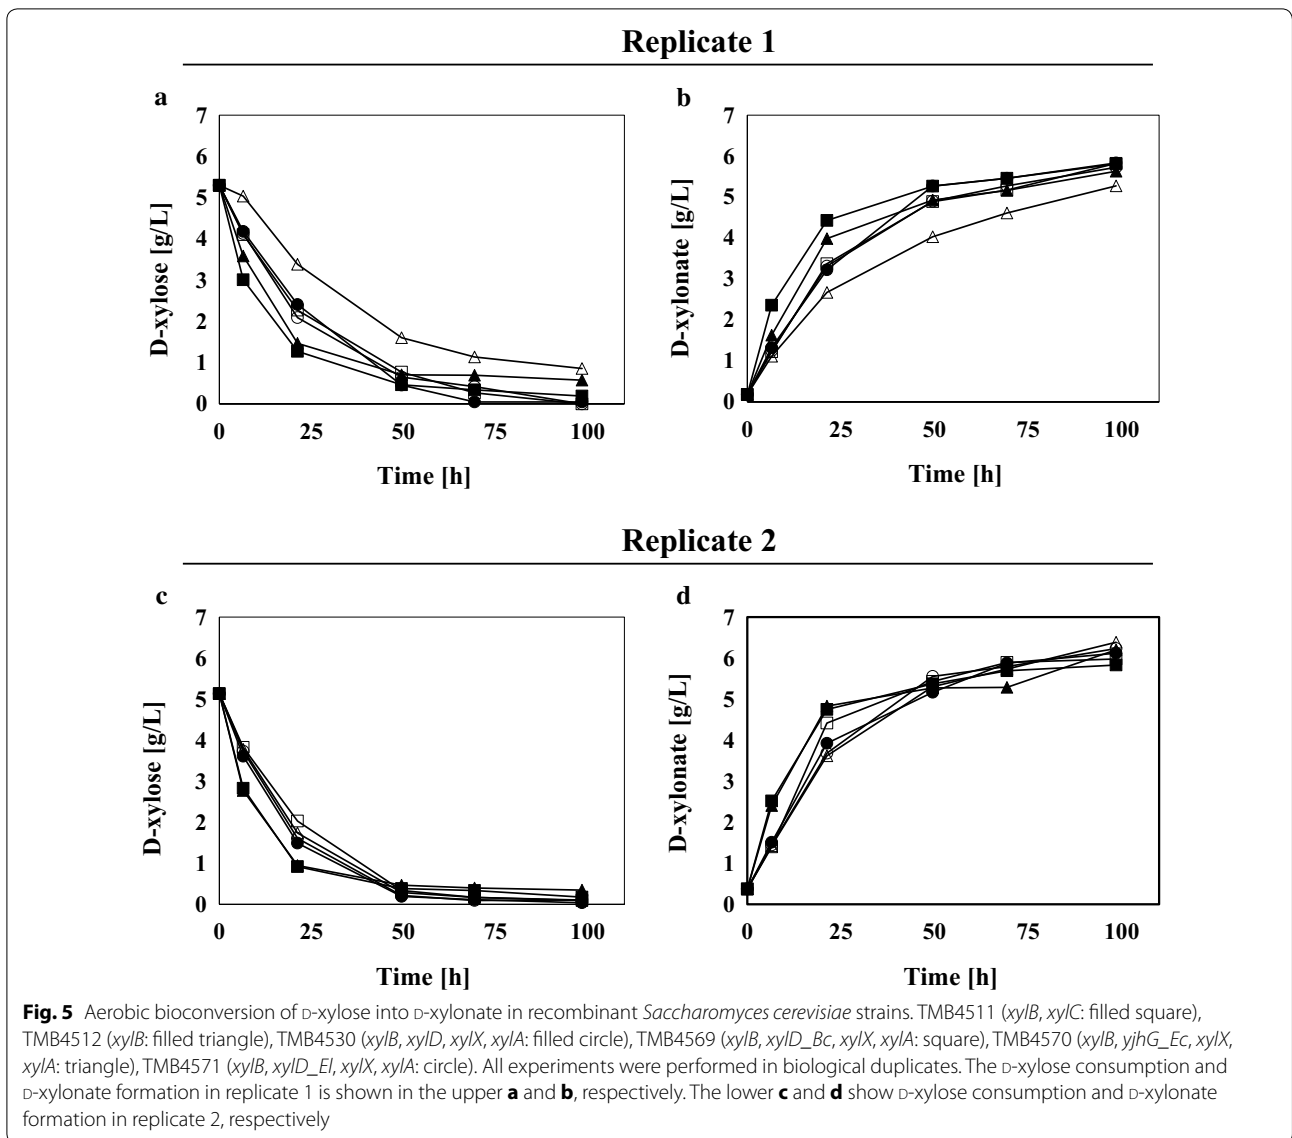 Replicate 1
a
b
7
6
5
4
3
2
1
0
D-xylose [g/L]
0 25 50 75 100
Time [h]
7
6
5
4
3
2
1
0
D-xylonate [g/L]
0 25 50 75 100
Time [h]
Replicate 2
c
d
7
6
5
4
3
2
1
0
D-xylose [g/L]
0 25 50 75 100
Time [h]
7
6
5
4
3
2
1
0
D-xylonate [g/L]
0 25 50 75 100
Time [h]
Fig. 5 Aerobic bioconversion of D-xylose into D-xylonate in recombinant Saccharomyces cerevisiae strains. TMB4511 (xylB, xylC: filled square),
TMB4512 (xylB: filled triangle), TMB4530 (xylB, xylD, xylX, xylA: filled circle), TMB4569 (xylB, xylD_Bc, xylX, xylA: square), TMB4570 (xylB, yjhG_Ec, xylX,
xylA: triangle), TMB4571 (xylB, xylD_El, xylX, xylA: circle). All experiments were performed in biological duplicates. The D-xylose consumption and
D-xylonate formation in replicate 1 is shown in the upper a and b, respectively. The lower c and d show D-xylose consumption and D-xylonate
formation in replicate 2, respectively